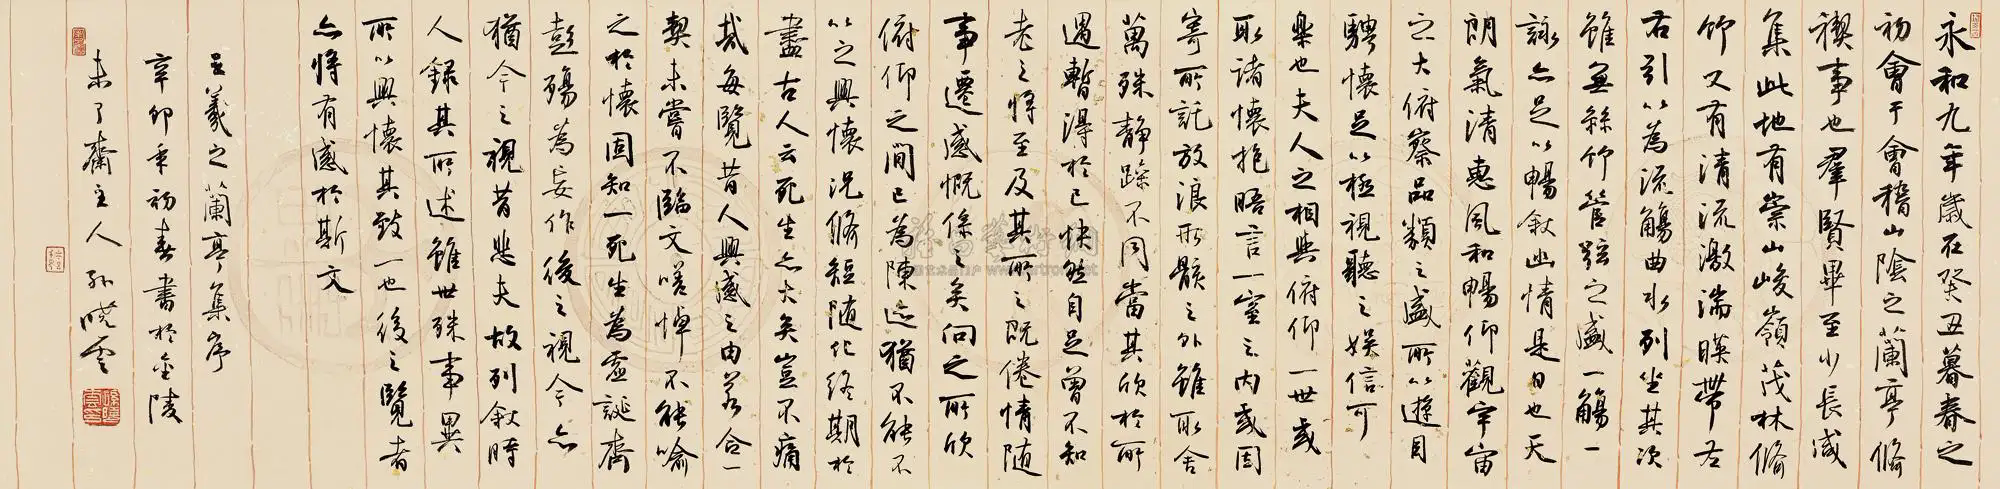 永和九年歲在癸丑暮春之
初會于會稽山陰之蘭亭脩
禊事也羣賢畢至少長咸
集此地有崇山峻嶺茂林脩
竹又有清流激湍暎帶左
右引以為流觴曲水列坐其次
雖無絲竹管弦之盛一觴一
詠亦足以暢敘幽情是日也天
朗氣清惠風和暢仰觀宇宙
之大俯察品類之盛所以遊目
騁懷足以極視聽之娛信可
樂也夫人之相與俯仰一世或
取諸懷抱晤言一室之內或因
寄所託放浪形骸之外雖取舍
萬殊靜躁不同當其欣於所
遇暫得於己快然自足曾不知
老之將至及其所之既倦情隨
事遷感慨係之矣向之所欣
俯仰之間已為陳迹猶不能不
以之興懷況脩短隨化終期於
盡古人云死生亦大矣豈不痛
哉每覽昔人興感之由若合一
契未嘗不臨文嗟悼不能喻
之於懷固知一死生為虛誕齊
彭殤為妄作後之視今亦
猶今之視昔悲夫故列敘時
人錄其所述雖世殊事異
所以興懷其致一也後之覽者
亦將有感於斯文
王羲之蘭亭集序
辛卯年初春書於金陵
未了齋主人孫曉雲